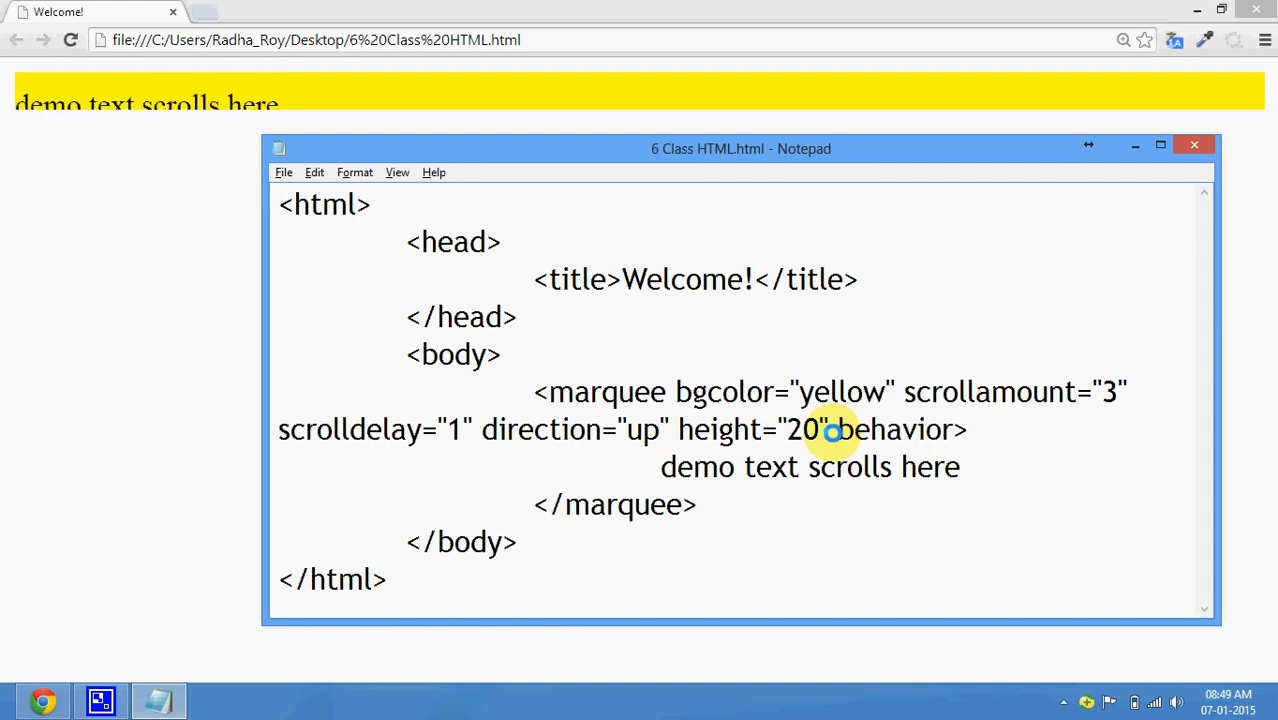 Welcome!
file:///C:/Users/Radha_Roy/Desktop/6%20Class%20HTML.html
demo text scrolls here
6 Class HTML.html - Notepad
File Edit Format View Help
<html>
<head>
<title>Welcome!</title>
</head>
<body>
<marquee bgcolor="yellow" scrollamount="3"
scrolldelay="1" direction="up" height="20" behavior>
demo text scrolls here
</marquee>
</body>
</html>
08:49 AM
07-01-2015